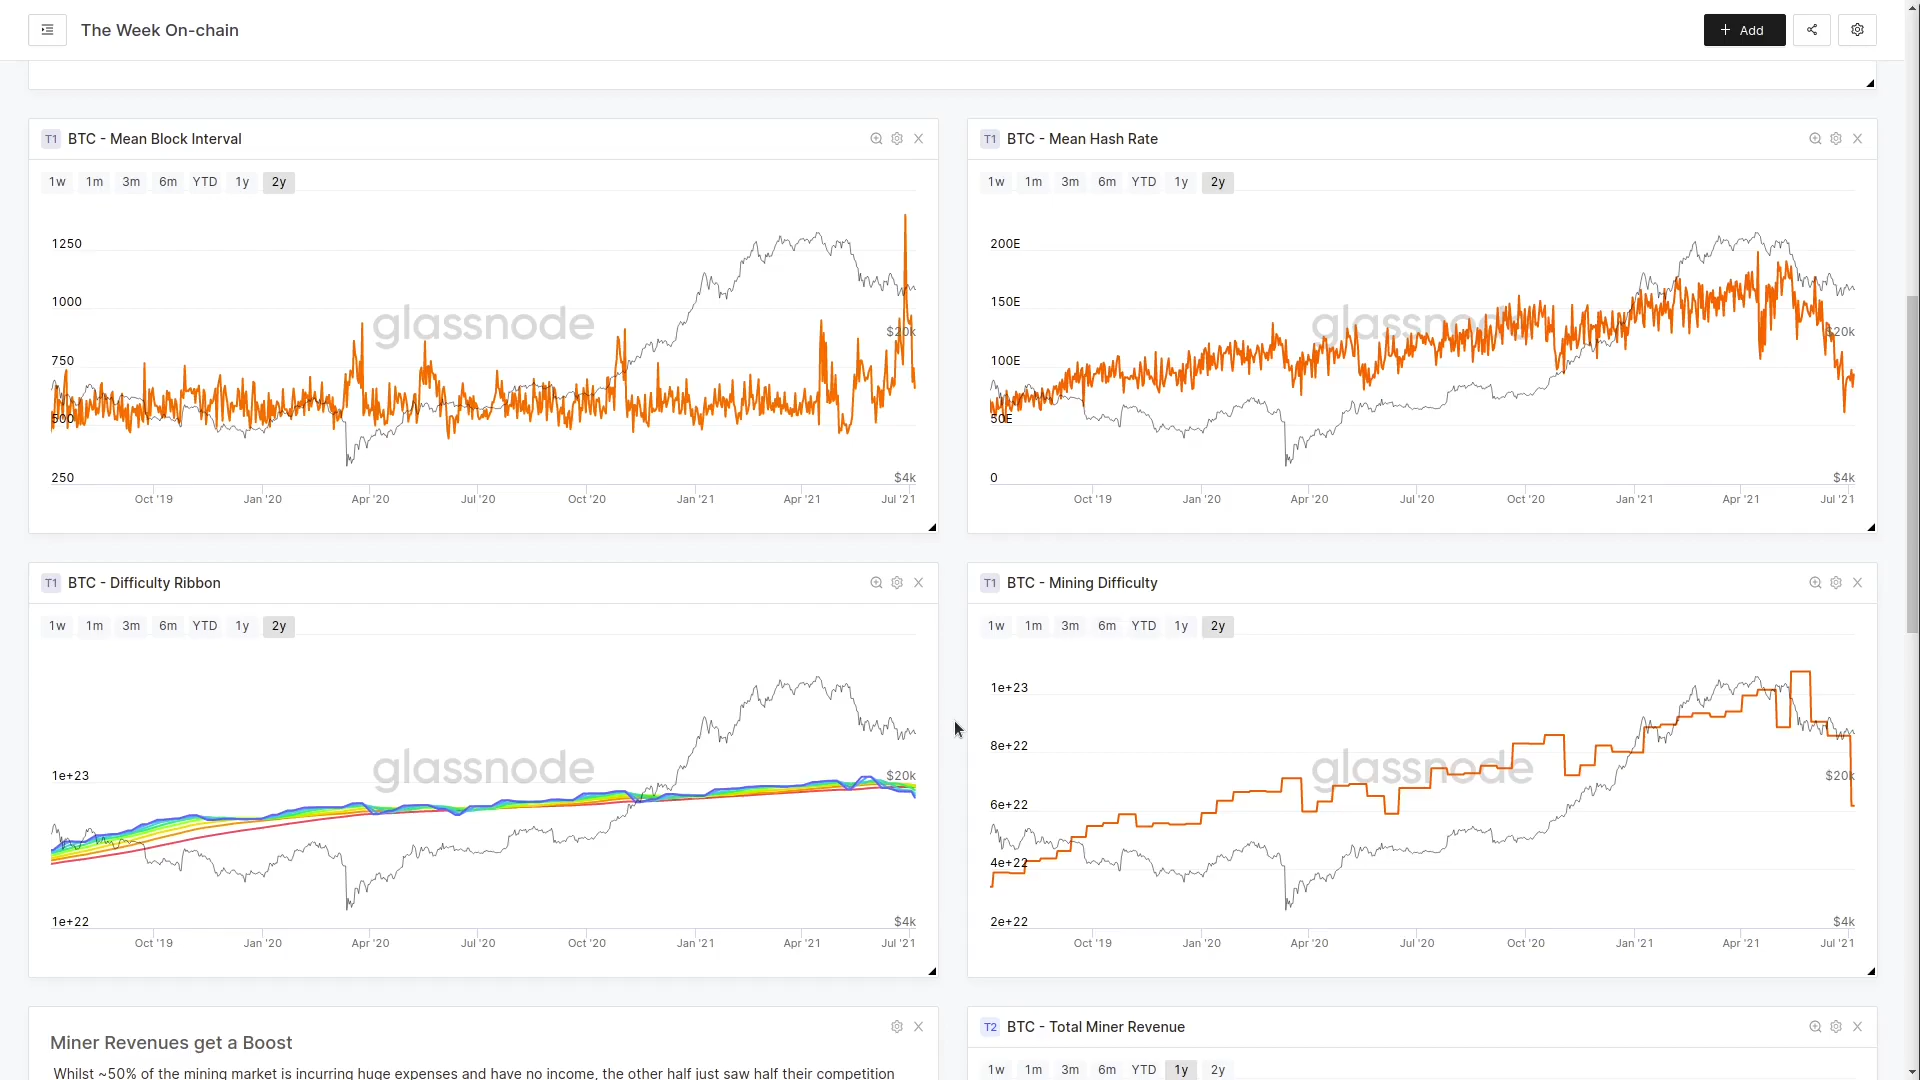 The Week On-chain
+ Add
T1 BTC - Mean Block Interval
1w 1m 3m 6m YTD 1y 2y
1250
1000
750
500
250
glassnode
$20k
$4k
Oct '19 Jan '20 Apr '20 Jul '20 Oct '20 Jan '21 Apr '21 Jul '21
T1 BTC - Mean Hash Rate
1w 1m 3m 6m YTD 1y 2y
200E
150E
100E
50E
0
glassnode
$20k
$4k
Oct '19 Jan '20 Apr '20 Jul '20 Oct '20 Jan '21 Apr '21 Jul '21
T1 BTC - Difficulty Ribbon
1w 1m 3m 6m YTD 1y 2y
1e+23
1e+22
glassnode
$20k
$4k
Oct '19 Jan '20 Apr '20 Jul '20 Oct '20 Jan '21 Apr '21 Jul '21
T1 BTC - Mining Difficulty
1w 1m 3m 6m YTD 1y 2y
1e+23
8e+22
6e+22
4e+22
2e+22
glassnode
$20k
$4k
Oct '19 Jan '20 Apr '20 Jul '20 Oct '20 Jan '21 Apr '21 Jul '21
Miner Revenues get a Boost
Whilst ~50% of the mining market is incurring huge expenses and have no income, the other half just saw half their competition
T2 BTC - Total Miner Revenue
1w 1m 3m 6m YTD 1y 2y